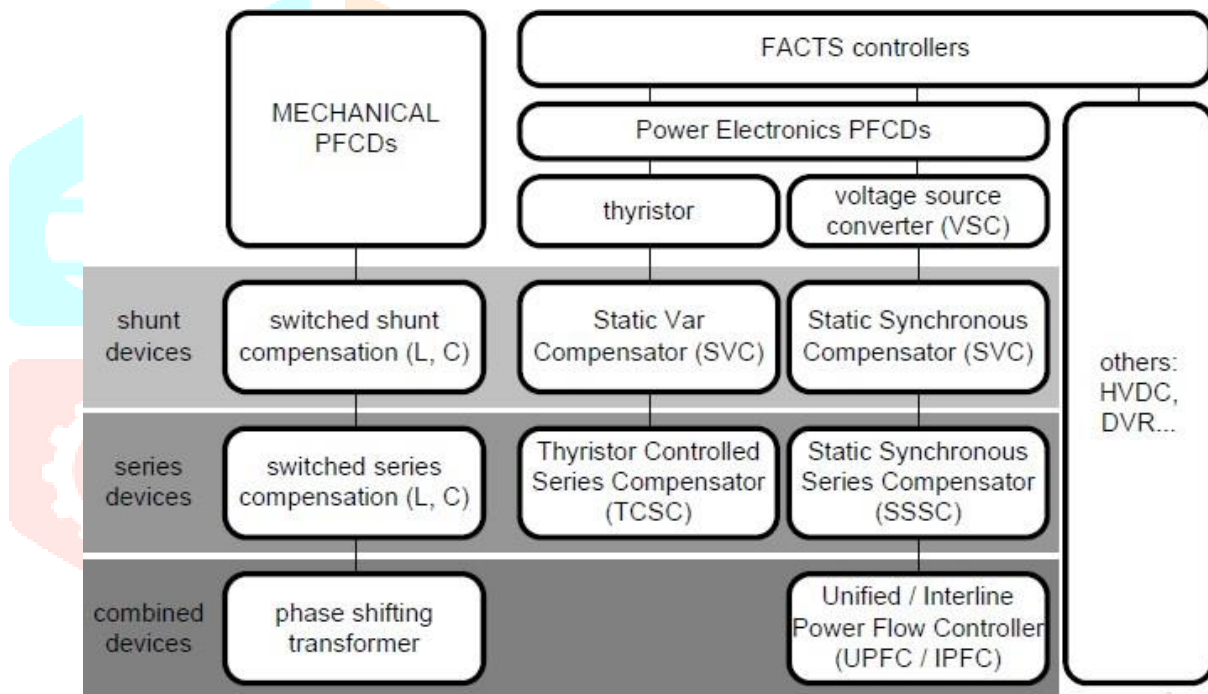 FACTS controllers
MECHANICAL
PFCDs
Power Electronics PFCDs
thyristor
voltage source
converter (VSC)
shunt
devices
switched shunt
compensation (L, C)
Static Var
Compensator (SVC)
Static Synchronous
Compensator (SVC)
others:
HVDC,
DVR...
series
devices
switched series
compensation (L, C)
Thyristor Controlled
Series Compensator
(TCSC)
Static Synchronous
Series Compensator
(SSSC)
combined
devices
phase shifting
transformer
Unified / Interline
Power Flow Controller
(UPFC / IPFC)